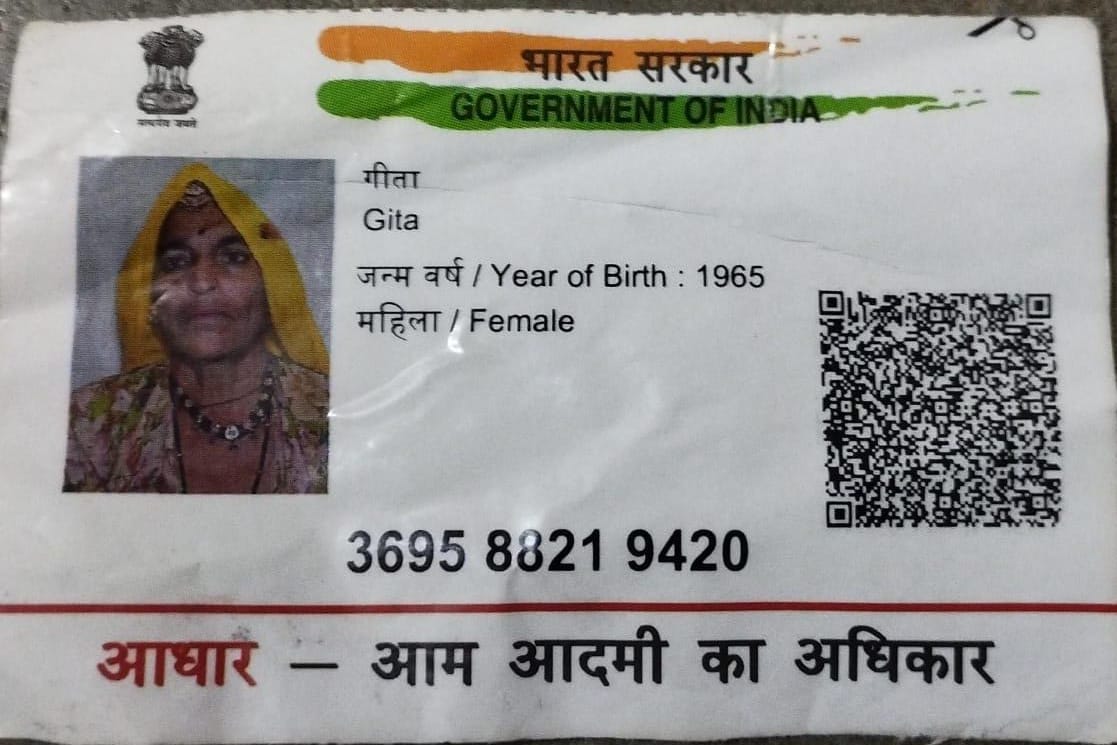 भारत सरकार
GOVERNMENT OF INDIA
सत्यमेव जयते
गीता
Gita
जन्म वर्ष / Year of Birth : 1965
महिला / Female
3695 8821 9420
आधार — आम आदमी का अधिकार